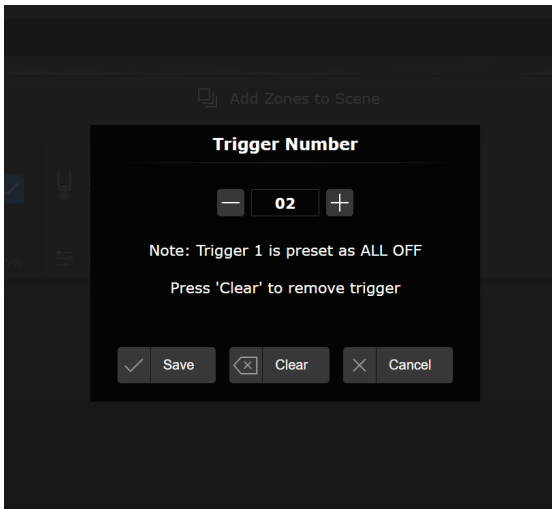 Add Zones to Scene
Trigger Number
02
Note: Trigger 1 is preset as ALL OFF
Press 'Clear' to remove trigger
Save
Clear
Cancel